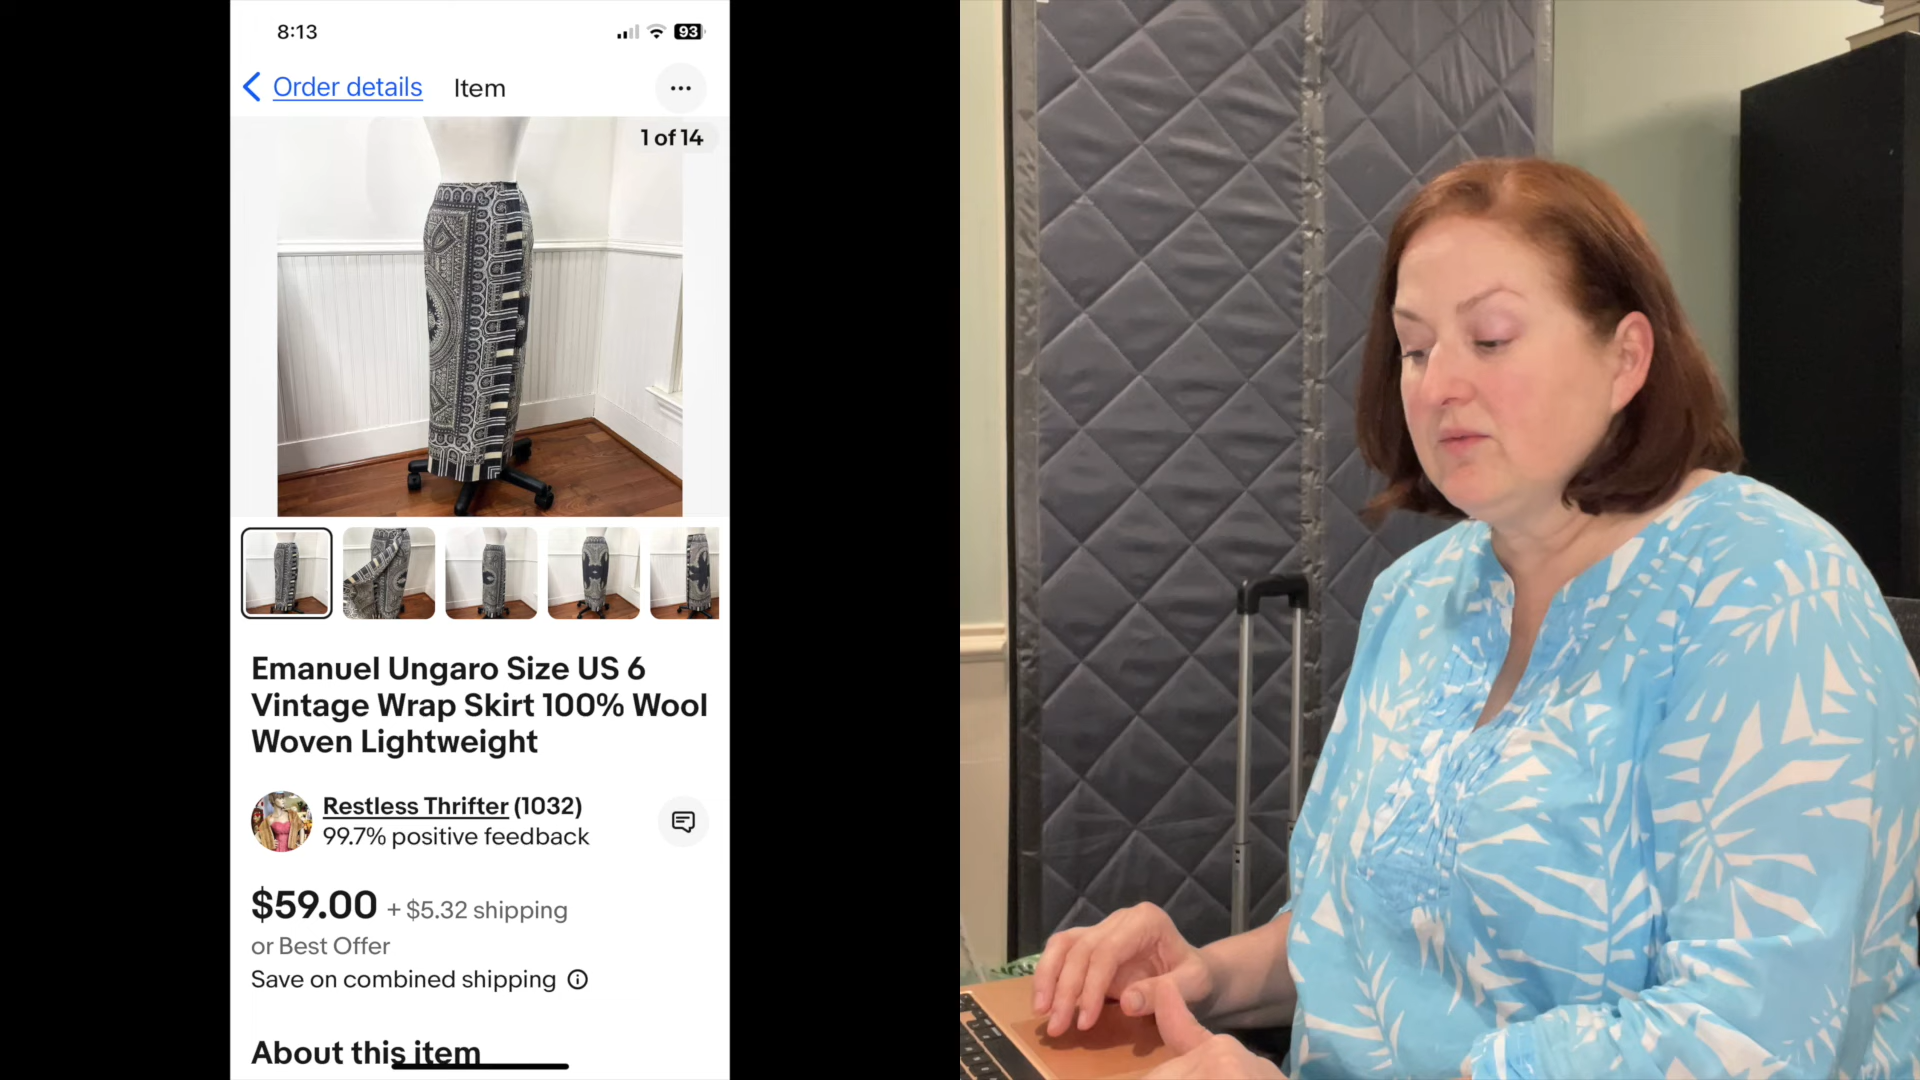 8:13
93
Order details
Item
1 of 14
Emanuel Ungaro Size US 6
Vintage Wrap Skirt 100% Wool
Woven Lightweight
Restless Thrifter (1032)
99.7% positive feedback
$59.00 + $5.32 shipping
or Best Offer
Save on combined shipping
About this item